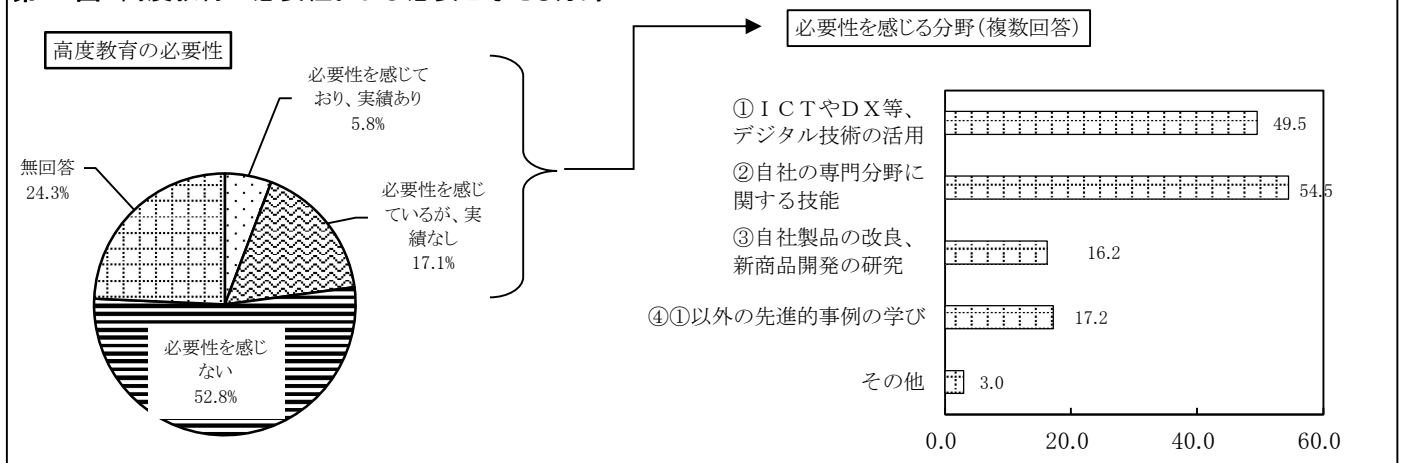 高度教育の必要性
必要性を感じて
おり、実績あり
5.8%
無回答
24.3%
必要性を感じ
ているが、実
績なし
17.1%
必要性を感じ
ない
52.8%
必要性を感じる分野(複数回答)
①ＩＣＴやＤＸ等、
デジタル技術の活用
49.5
②自社の専門分野に
関する技能
54.5
③自社製品の改良、
新商品開発の研究
16.2
④①以外の先進的事例の学び
17.2
その他
3.0
0.0
20.0
40.0
60.0